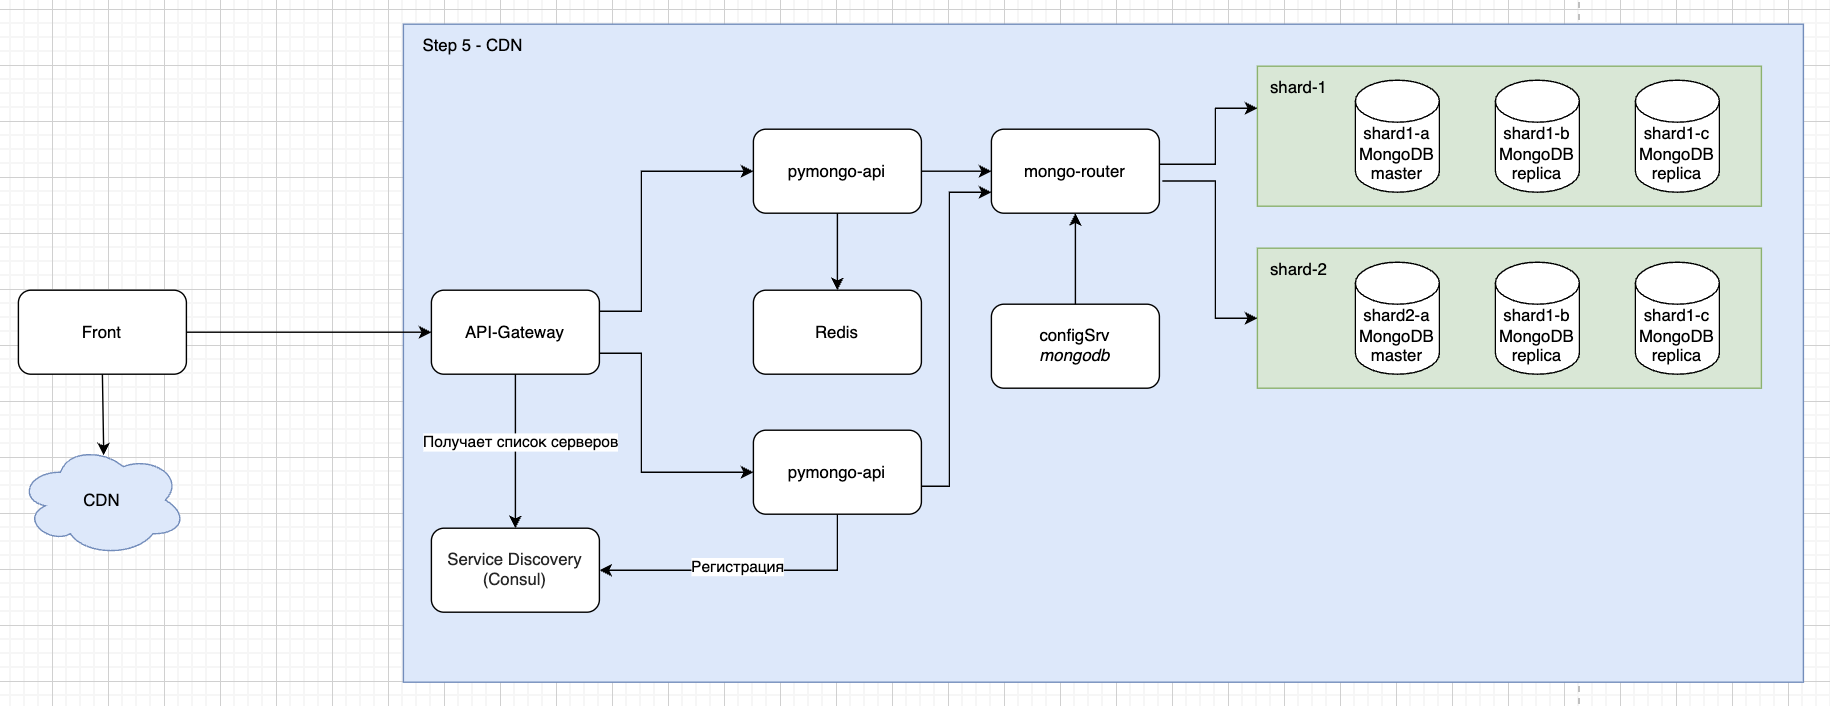 Step 5 - CDN
Front
CDN
API-Gateway
Получает список серверов
Service Discovery
(Consul)
Регистрация
pymongo-api
Redis
pymongo-api
mongo-router
configSrv
mongodb
shard-1
shard1-a
MongoDB
master
shard1-b
MongoDB
replica
shard1-c
MongoDB
replica
shard-2
shard2-a
MongoDB
master
shard1-b
MongoDB
replica
shard1-c
MongoDB
replica